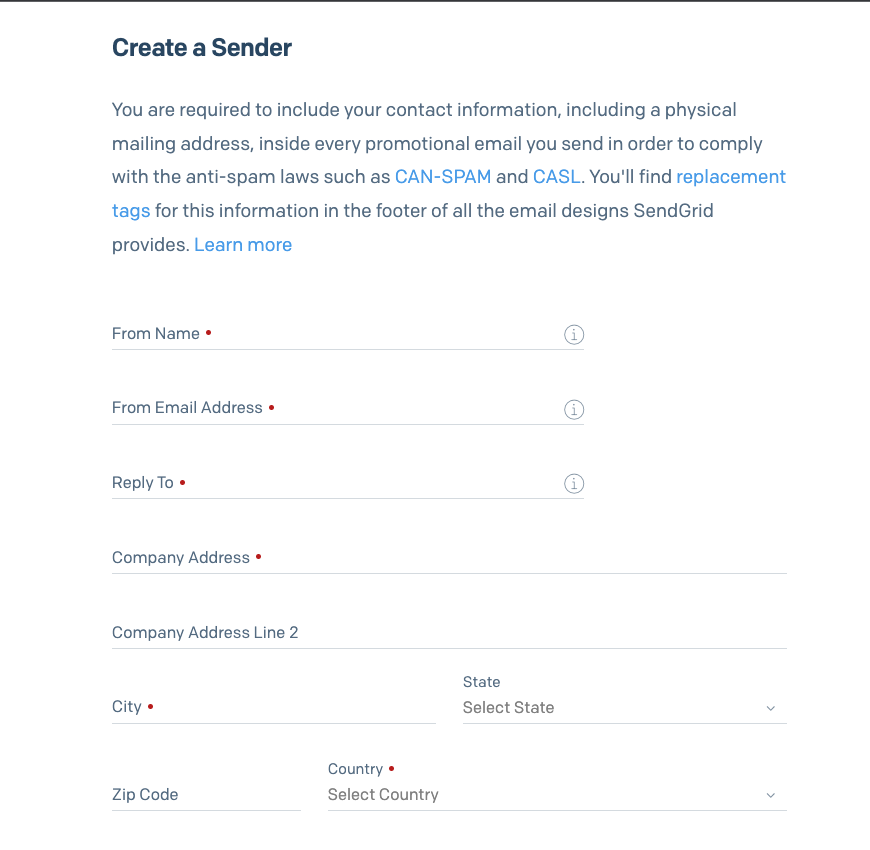 Create a Sender
You are required to include your contact information, including a physical
mailing address, inside every promotional email you send in order to comply
with the anti-spam laws such as CAN-SPAM and CASL. You'll find replacement
tags for this information in the footer of all the email designs SendGrid
provides. Learn more
From Name •
From Email Address •
Reply To •
Company Address •
Company Address Line 2
City •
State
Select State
Zip Code
Country •
Select Country